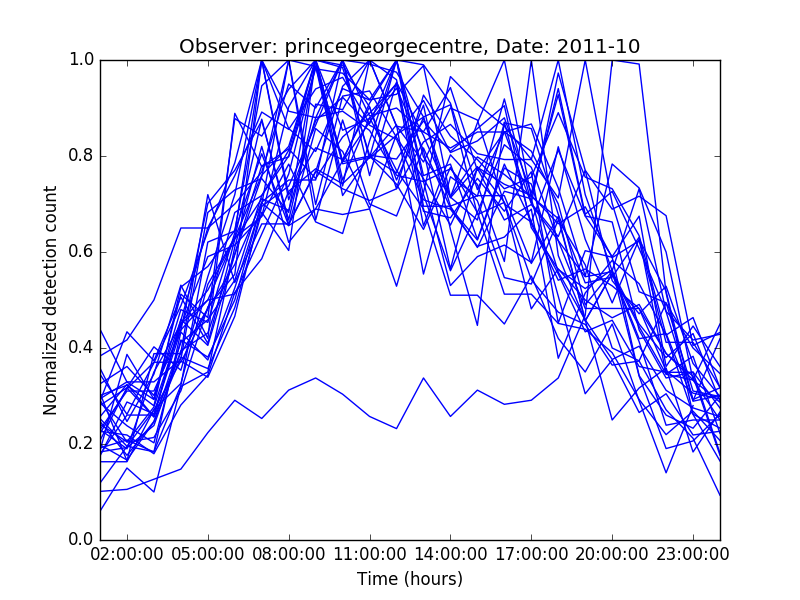 Observer: princegeorgecentre, Date: 2011-10
1.0
0.8
0.6
0.4
0.2
0.0
Normalized detection count
02:00:00 05:00:00 08:00:00 11:00:00 14:00:00 17:00:00 20:00:00 23:00:00
Time (hours)